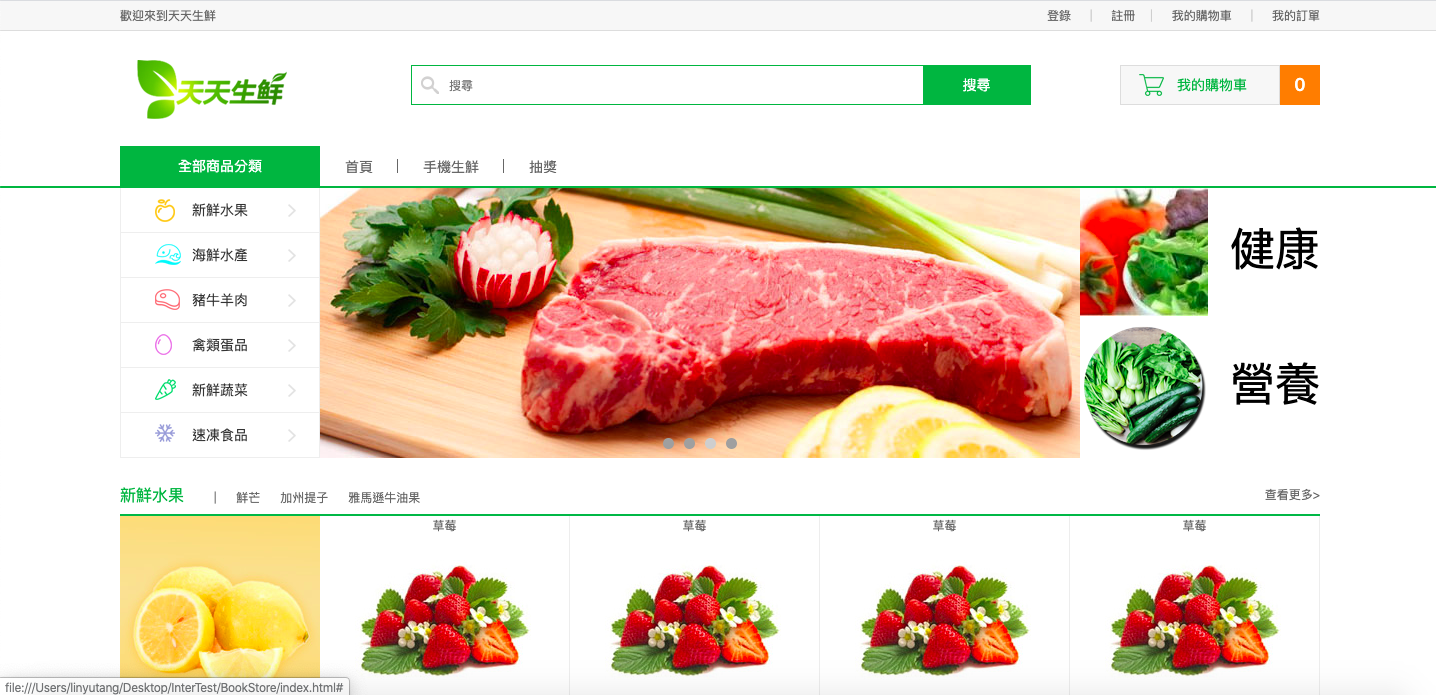 歡迎來到天天生鮮 登錄 | 註冊 | 我的購物車 | 我的訂單
天天生鮮 搜尋 搜尋 我的購物車 0
全部商品分類 首頁 | 手機生鮮 | 抽獎
新鮮水果
海鮮水產
豬牛羊肉
禽類蛋品
新鮮蔬菜
速凍食品
健康
營養
新鮮水果 | 鮮芒 加州提子 雅馬遜牛油果 查看更多>
草莓 草莓 草莓 草莓
file:///Users/linyutang/Desktop/InterTest/BookStore/index.html#